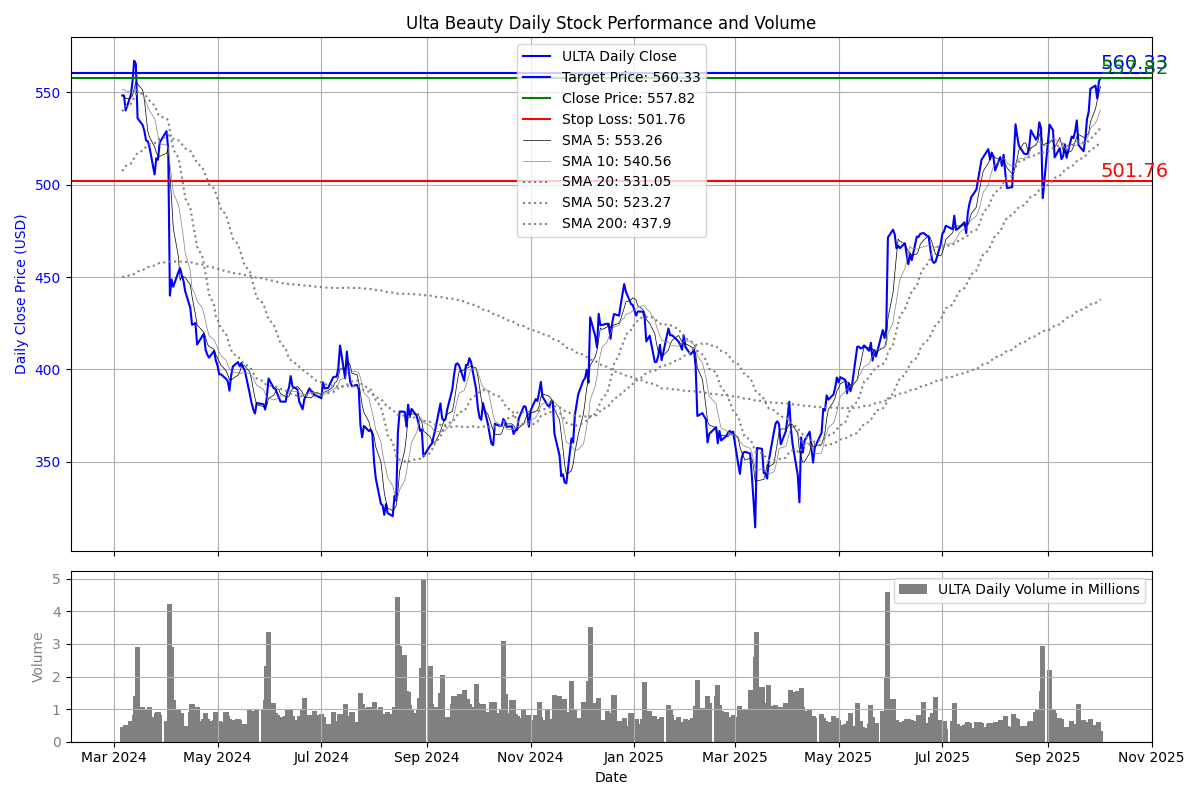 Ulta Beauty Daily Stock Performance and Volume
ULTA Daily Close
Target Price: 560.33
Close Price: 557.82
Stop Loss: 501.76
SMA 5: 553.26
SMA 10: 540.56
SMA 20: 531.05
SMA 50: 523.27
SMA 200: 437.9
560.33
557.82
501.76
Daily Close Price (USD)
550
500
450
400
350
ULTA Daily Volume in Millions
Volume
5
4
3
2
1
0
Mar 2024 May 2024 Jul 2024 Sep 2024 Nov 2024 Jan 2025 Mar 2025 May 2025 Jul 2025 Sep 2025 Nov 2025
Date